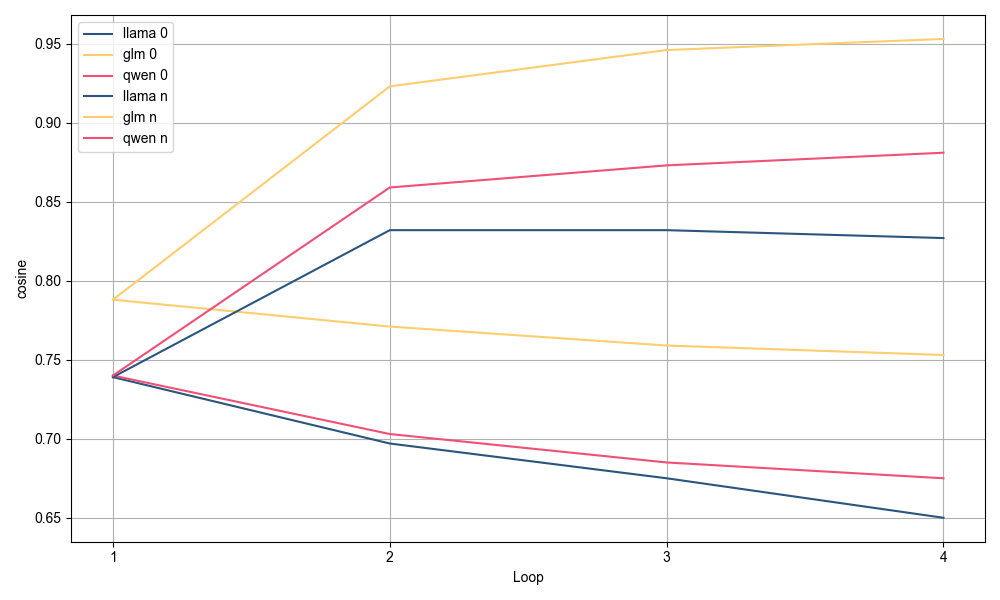 llama 0
glm 0
qwen 0
llama n
glm n
qwen n
0.95
0.90
0.85
0.80
0.75
0.70
0.65
cosine
1 2 3 4
Loop